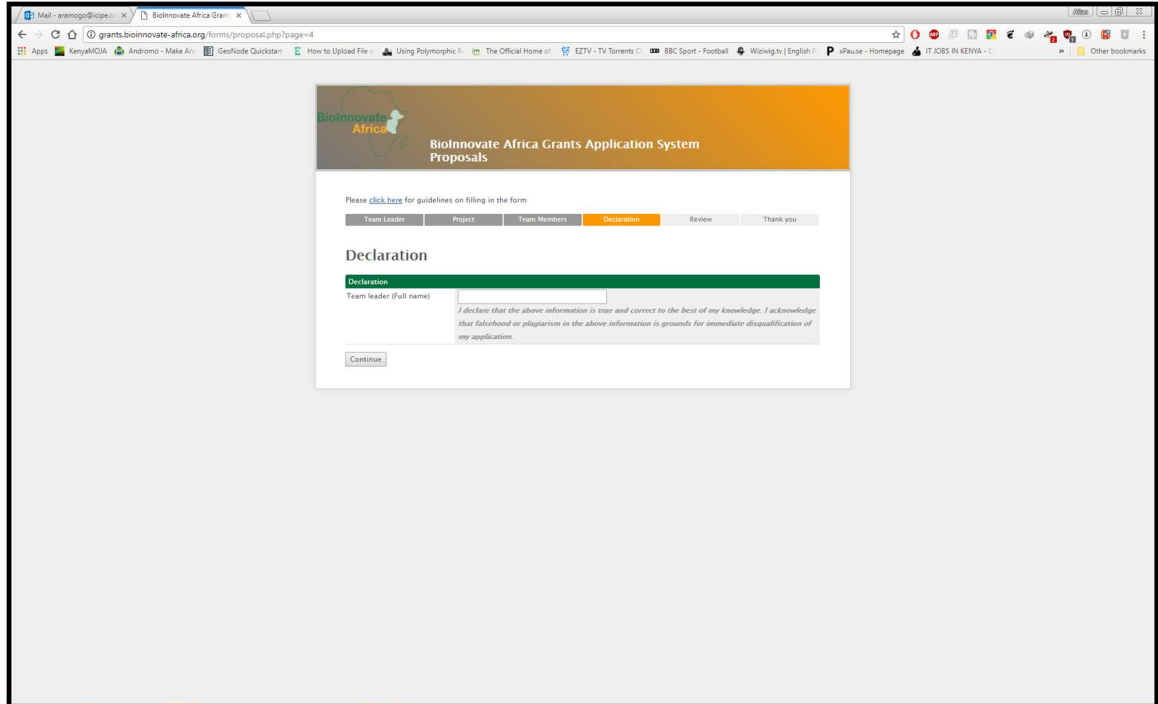 Mail - aramogo@icipe.o
BioInnovate Africa Grant
Allan
grants.bioinnovate-africa.org/forms/proposal.php?page=4
Apps KenyaMOJA Andromo - Make An GeoNode Quickstart How to Upload File Using Polymorphic The Official Home of EZTV - TV Torrents O BBC Sport - Football Wiziwig.tv | English xPau.se - Homepage IT JOBS IN KENYA - » Other bookmarks
BioInnovate
Africa
BioInnovate Africa Grants Application System
Proposals
Please click here for guidelines on filling in the form
Team Leader Project Team Members Declaration Review Thank you
Declaration
Declaration
Team leader (Full name)
I declare that the above information is true and correct to the best of my knowledge. I acknowledge
that falsehood or plagiarism in the above information is grounds for immediate disqualification of
my application.
Continue